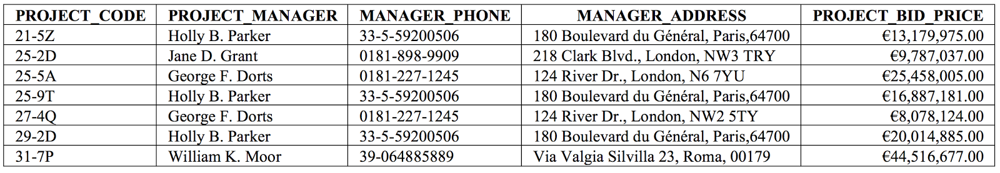 PROJECT_CODE PROJECT_MANAGER MANAGER_PHONE MANAGER_ADDRESS PROJECT_BID_PRICE
21-5Z Holly B. Parker 33-5-59200506 180 Boulevard du Général, Paris,64700 €13,179,975.00
25-2D Jane D. Grant 0181-898-9909 218 Clark Blvd., London, NW3 TRY €9,787,037.00
25-5A George F. Dorts 0181-227-1245 124 River Dr., London, N6 7YU €25,458,005.00
25-9T Holly B. Parker 33-5-59200506 180 Boulevard du Général, Paris,64700 €16,887,181.00
27-4Q George F. Dorts 0181-227-1245 124 River Dr., London, NW2 5TY €8,078,124.00
29-2D Holly B. Parker 33-5-59200506 180 Boulevard du Général, Paris,64700 €20,014,885.00
31-7P William K. Moor 39-064885889 Via Valgia Silvilla 23, Roma, 00179 €44,516,677.00